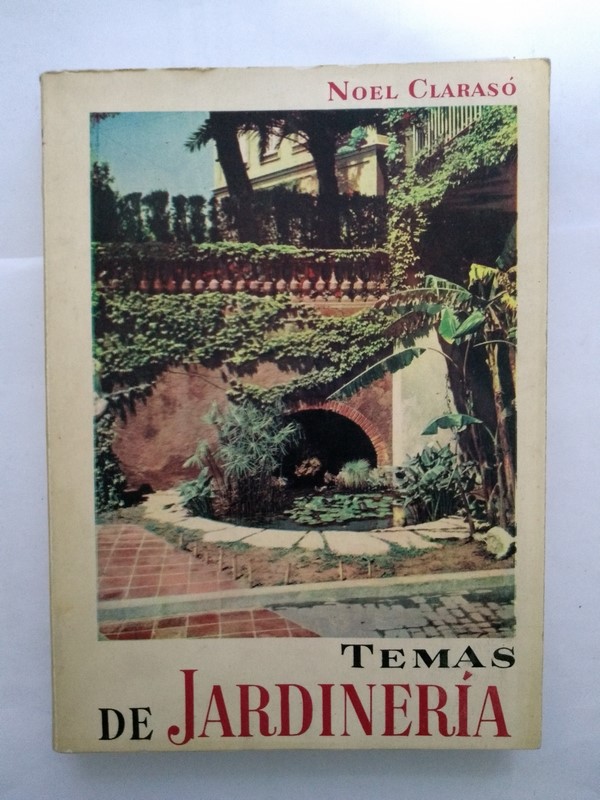 NOEL CLARASÓ
TEMAS
DE JARDINERÍA